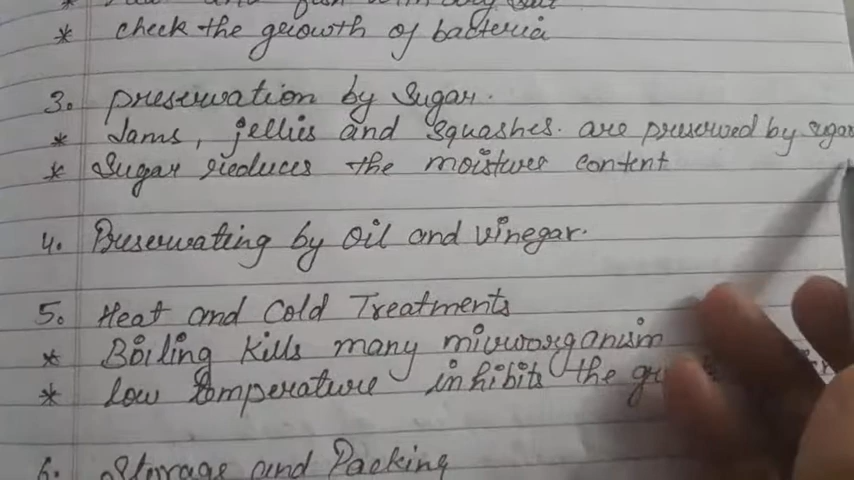 * check the growth of bacteria
3. Preservation by Sugar.
* Jams, jellies and Squashes. are preserved by sgar
* Sugar reduces the moisture content
4. Preservating by Oil and vinegar.
5. Heat and Cold Treatments
* Boiling Kills many microorganism
* low temperature inhibits the
6. Storage and Packing